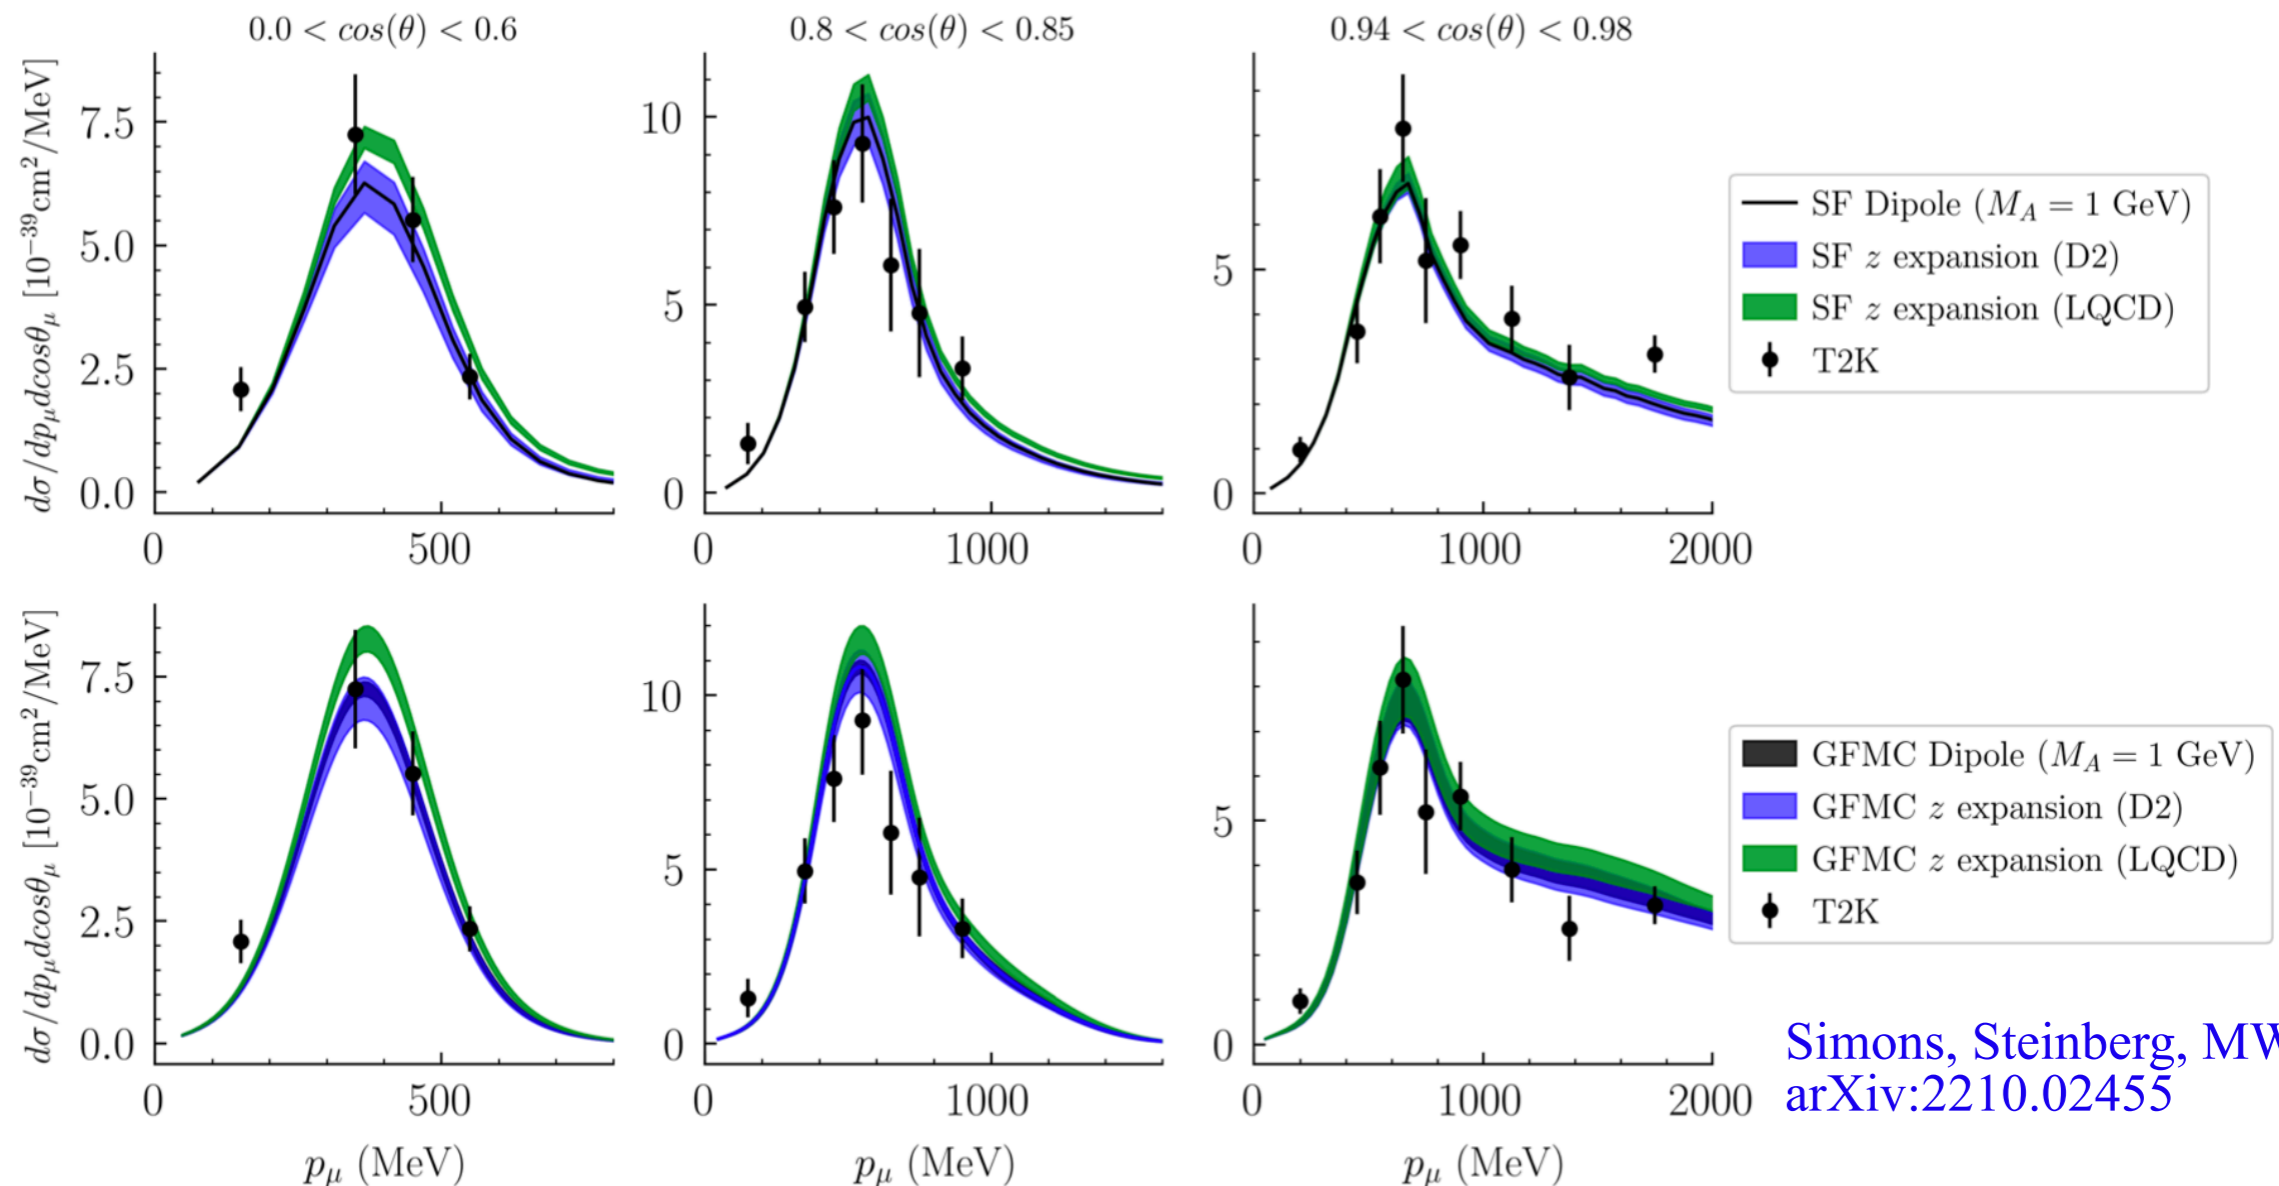 0.0 < cos(θ) < 0.6
0.8 < cos(θ) < 0.85
0.94 < cos(θ) < 0.98
dσ/dp_μdcosθ_μ [10⁻³⁹cm²/MeV]
7.5
5.0
2.5
0.0
0
500
10
5
0
0
1000
5
0
0
1000
2000
SF Dipole (M_A = 1 GeV)
SF z expansion (D2)
SF z expansion (LQCD)
T2K
dσ/dp_μdcosθ_μ [10⁻³⁹cm²/MeV]
7.5
5.0
2.5
0.0
0
500
p_μ (MeV)
10
5
0
0
1000
p_μ (MeV)
5
0
0
1000
2000
p_μ (MeV)
GFMC Dipole (M_A = 1 GeV)
GFMC z expansion (D2)
GFMC z expansion (LQCD)
T2K
Simons, Steinberg, MW
arXiv:2210.02455